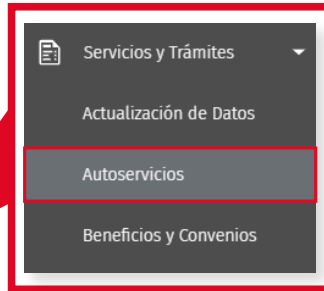 Servicios y Trámites
Actualización de Datos
Autoservicios
Beneficios y Convenios